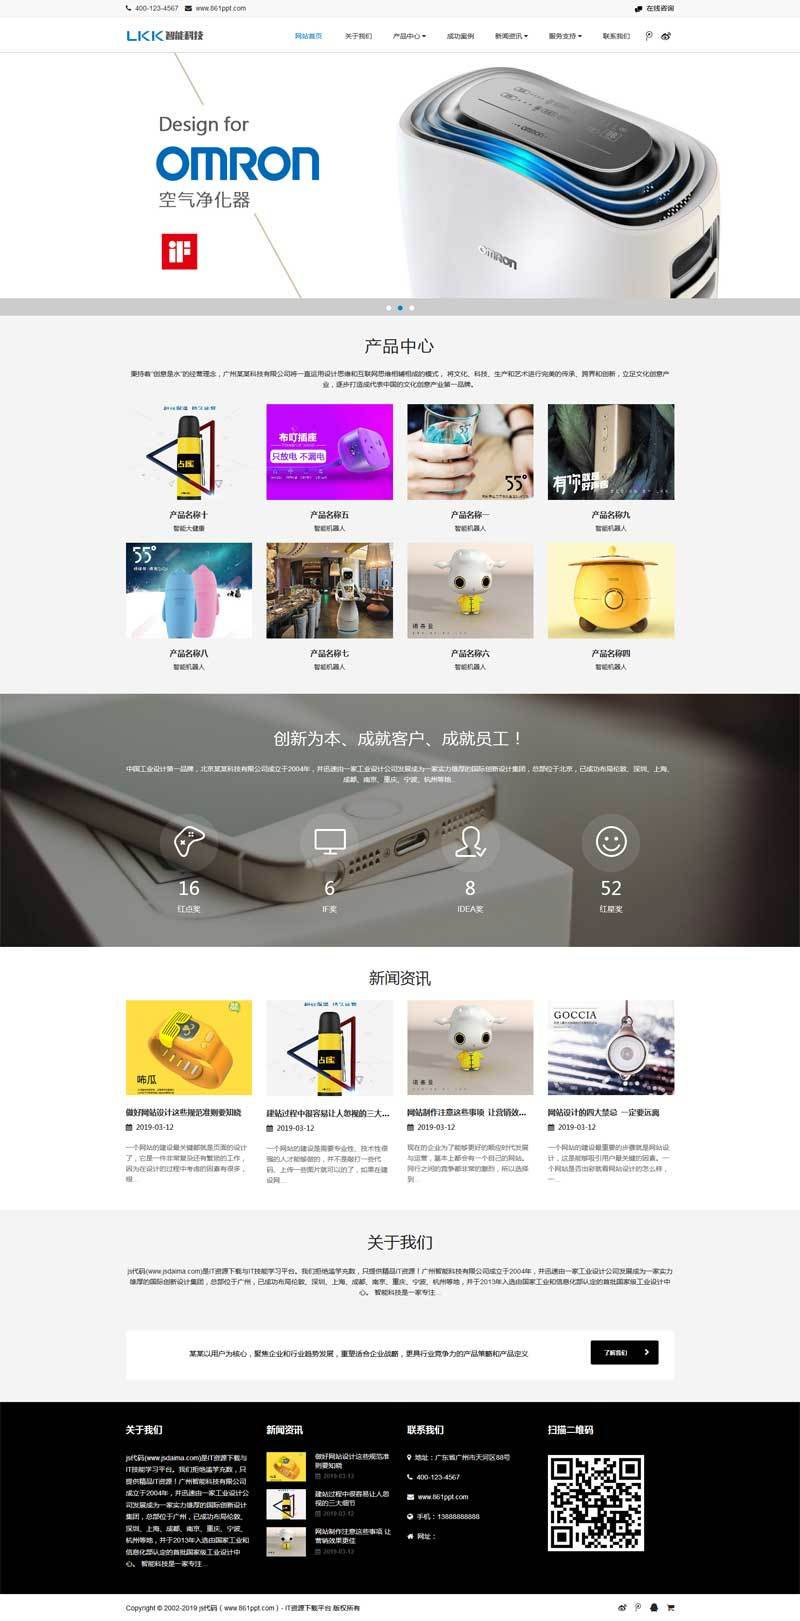 400-123-4567 www.861ppt.com 在线咨询
LKK智能科技 网站首页 关于我们 产品中心 成功案例 新闻资讯 服务支持 联系我们
Design for
OMRON
空气净化器
iF
OMRON
产品中心
秉持着“创意是水”的经营理念，广州某某科技有限公司将一直运用设计思维和互联网思维相辅相成的模式， 将文化、科技、生产和艺术进行完美的传承、跨界和创新，立足文化创意产
业，逐步打造成代表中国的文化创意产业第一品牌。
布叮插座
只放电 不漏电
55°
55°
有你就是
好声音
产品名称十 产品名称五 产品名称一 产品名称九
智能大健康 智能机器人 智能机器人 智能机器人
55°
产品名称八 产品名称七 产品名称六 产品名称四
智能机器人 智能机器人 智能机器人 智能机器人
创新为本、成就客户、成就员工！
中国工业设计第一品牌，北京某某科技有限公司成立于2004年，并迅速由一家工业设计公司发展成为一家实力雄厚的国际创新设计集团，总部位于北京，已成功布局伦敦、深圳、上海、
成都、南京、重庆、宁波、杭州等地...
16 6 8 52
红点奖 IF奖 IDEA奖 红星奖
新闻资讯
咘瓜
GOCCIA
做好网站设计这些规范准则要知晓 建站过程中很容易让人忽视的三大... 网站制作注意这些事项 让营销效... 网站设计的四大禁忌 一定要远离
2019-03-12 2019-03-12 2019-03-12 2019-03-12
一个网站的建设最关键都就是页面的设计
了，它是一件非常复杂还有繁琐的工作，
因为在设计的过程中考虑的因素有很多，
根...
一个网站的建设是需要专业性、技术性很
强的人才能够做的，并不是敲打一些代
码、上传一些图片就可以的了，如果在建
设网...
现在的企业为了能够更好的顺应时代发展
与运营，基本上都会有一个自己的网站。
同行之间的竞争都非常的激烈，所以选择
到...
一个网站的建设最重要的步骤就是网站设
计，这是能够吸引用户最关键的因素。一
个网站是否出彩就看网站设计的怎么样，
一...
关于我们
js代码(www.jsdaima.com)是IT资源下载与IT技能学习平台。我们拒绝滥竽充数，只提供精品IT资源！广州智能科技有限公司成立于2004年，并迅速由一家工业设计公司发展成为一家实力
雄厚的国际创新设计集团，总部位于广州，已成功布局伦敦、深圳、上海、成都、南京、重庆、宁波、杭州等地，并于2013年入选由国家工业和信息化部认定的首批国家级工业设计中
心。 智能科技是一家专注...
某某以用户为核心，聚焦企业和行业趋势发展，重塑适合企业战略，更具行业竞争力的产品策略和产品定义
了解我们
关于我们
js代码(www.jsdaima.com)是IT资源下载与
IT技能学习平台。我们拒绝滥竽充数，只
提供精品IT资源！广州智能科技有限公司
成立于2004年，并迅速由一家工业设计公
司发展成为一家实力雄厚的国际创新设计
集团，总部位于广州，已成功布局伦敦、
深圳、上海、成都、南京、重庆、宁波、
杭州等地，并于2013年入选由国家工业和
信息化部认定的首批国家级工业设计中
心。 智能科技是一家专注...
新闻资讯
做好网站设计这些规范准
则要知晓
2019-03-12
建站过程中很容易让人忽
视的三大细节
2019-03-12
网站制作注意这些事项 让
营销效果更佳
2019-03-12
联系我们
地址：广东省广州市天河区88号
400-123-4567
www.861ppt.com
手机：13888888888
网址：
扫描二维码
Copyright © 2002-2019 js代码（www.861ppt.com）- IT资源下载平台 版权所有